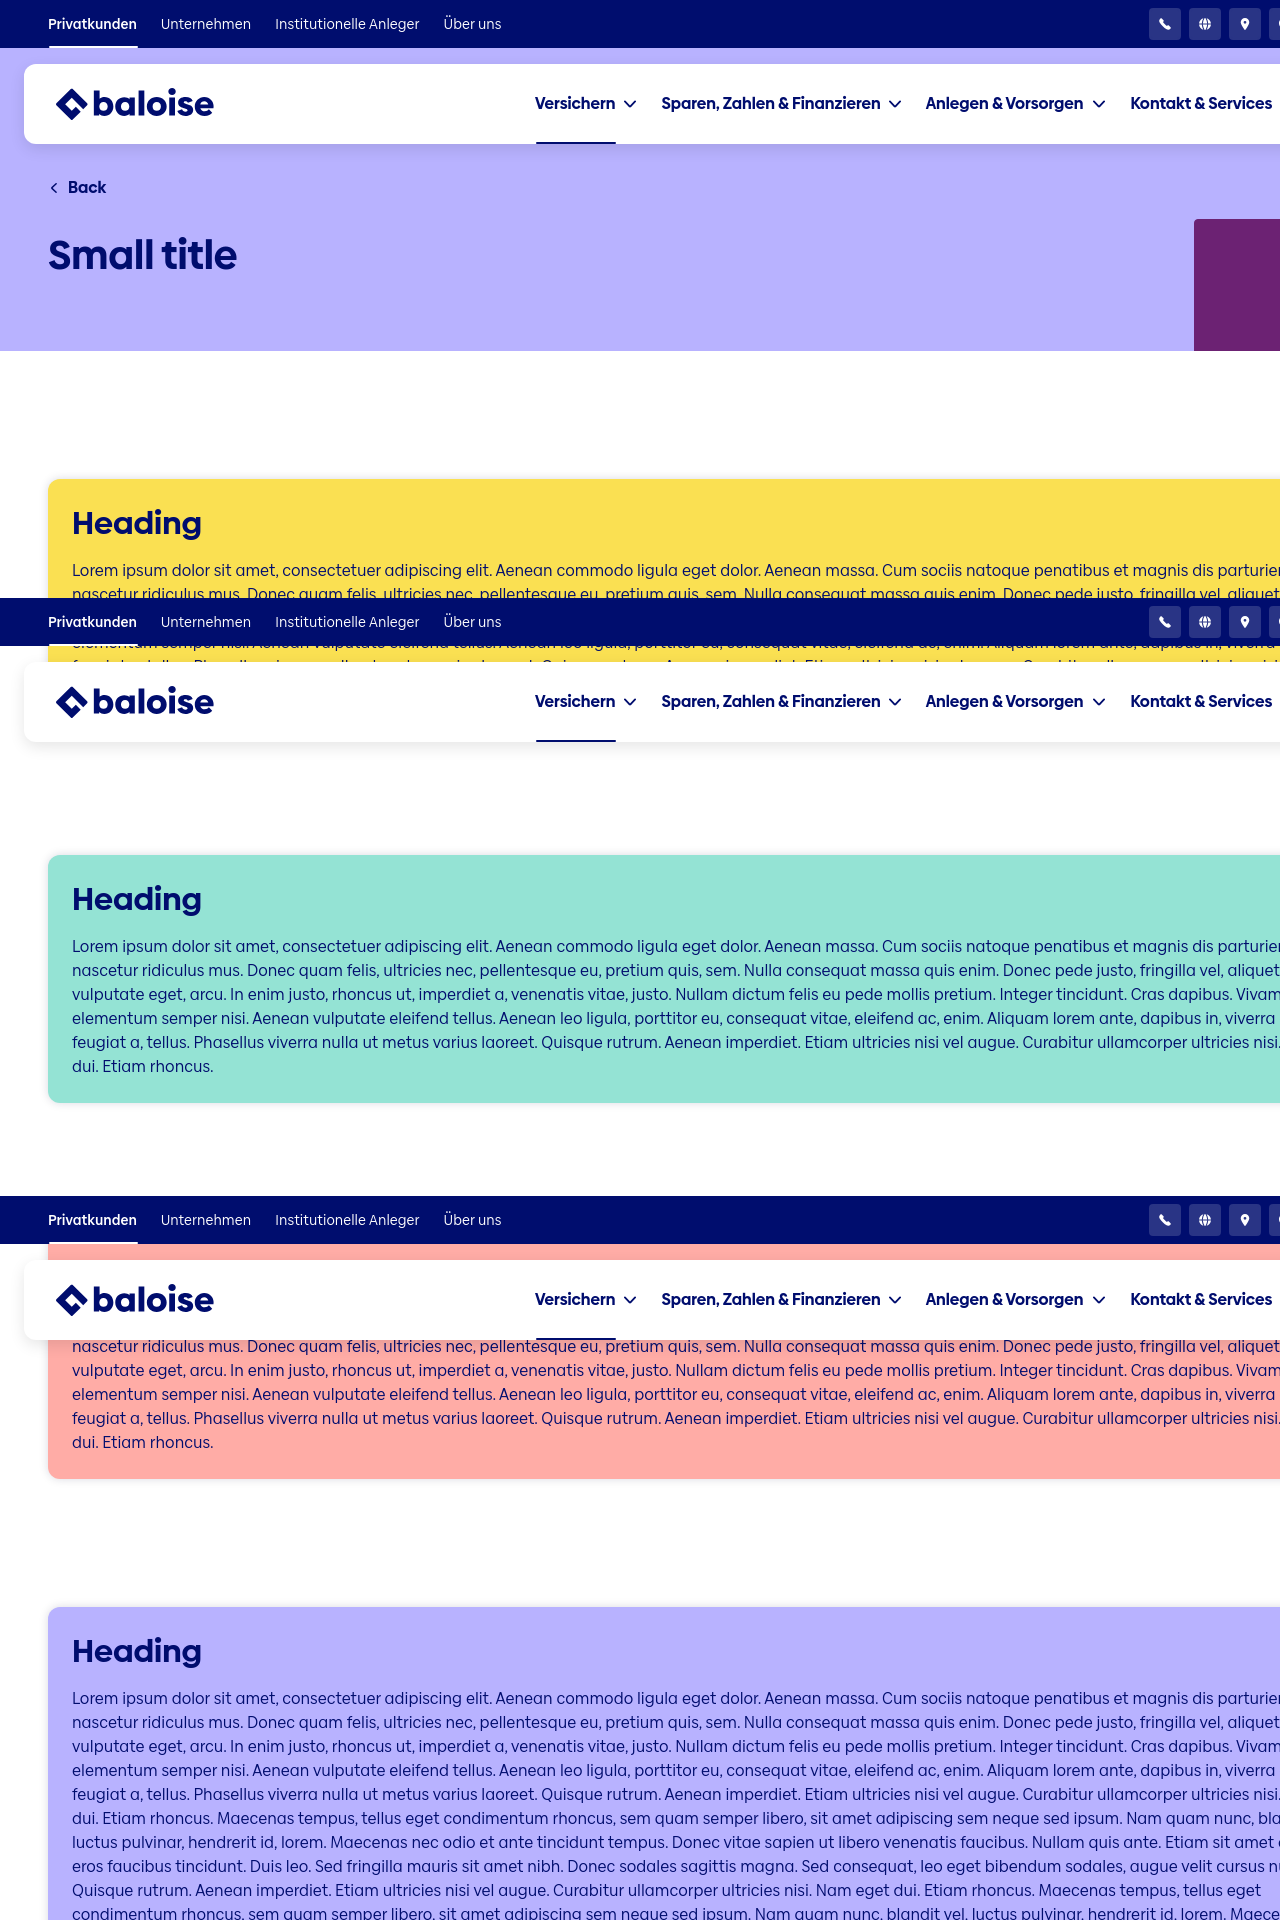 Privatkunden Unternehmen Institutionelle Anleger Über uns
baloise Versichern Sparen, Zahlen & Finanzieren Anlegen & Vorsorgen Kontakt & Services
Back
Small title
Heading
Lorem ipsum dolor sit amet, consectetuer adipiscing elit. Aenean commodo ligula eget dolor. Aenean massa. Cum sociis natoque penatibus et magnis dis
nascetur ridiculus mus. Donec quam felis, ultricies nec, pellentesque eu, pretium quis, sem. Nulla consequat massa quis enim. Donec pede justo, fringilla vel, aliquet
Privatkunden Unternehmen Institutionelle Anleger Über uns
baloise Versichern Sparen, Zahlen & Finanzieren Anlegen & Vorsorgen Kontakt & Services
Heading
Lorem ipsum dolor sit amet, consectetuer adipiscing elit. Aenean commodo ligula eget dolor. Aenean massa. Cum sociis natoque penatibus et magnis dis
nascetur ridiculus mus. Donec quam felis, ultricies nec, pellentesque eu, pretium quis, sem. Nulla consequat massa quis enim. Donec pede justo, fringilla vel, aliquet
vulputate eget, arcu. In enim justo, rhoncus ut, imperdiet a, venenatis vitae, justo. Nullam dictum felis eu pede mollis pretium. Integer tincidunt. Cras dapibus.
elementum semper nisi. Aenean vulputate eleifend tellus. Aenean leo ligula, porttitor eu, consequat vitae, eleifend ac, enim. Aliquam lorem ante, dapibus in, viverra
feugiat a, tellus. Phasellus viverra nulla ut metus varius laoreet. Quisque rutrum. Aenean imperdiet. Etiam ultricies nisi vel augue. Curabitur ullamcorper ultricies nisi.
dui. Etiam rhoncus.
Privatkunden Unternehmen Institutionelle Anleger Über uns
baloise Versichern Sparen, Zahlen & Finanzieren Anlegen & Vorsorgen Kontakt & Services
nascetur ridiculus mus. Donec quam felis, ultricies nec, pellentesque eu, pretium quis, sem. Nulla consequat massa quis enim. Donec pede justo, fringilla vel, aliquet
vulputate eget, arcu. In enim justo, rhoncus ut, imperdiet a, venenatis vitae, justo. Nullam dictum felis eu pede mollis pretium. Integer tincidunt. Cras dapibus.
elementum semper nisi. Aenean vulputate eleifend tellus. Aenean leo ligula, porttitor eu, consequat vitae, eleifend ac, enim. Aliquam lorem ante, dapibus in, viverra
feugiat a, tellus. Phasellus viverra nulla ut metus varius laoreet. Quisque rutrum. Aenean imperdiet. Etiam ultricies nisi vel augue. Curabitur ullamcorper ultricies nisi.
dui. Etiam rhoncus.
Heading
Lorem ipsum dolor sit amet, consectetuer adipiscing elit. Aenean commodo ligula eget dolor. Aenean massa. Cum sociis natoque penatibus et magnis dis
nascetur ridiculus mus. Donec quam felis, ultricies nec, pellentesque eu, pretium quis, sem. Nulla consequat massa quis enim. Donec pede justo, fringilla vel, aliquet
vulputate eget, arcu. In enim justo, rhoncus ut, imperdiet a, venenatis vitae, justo. Nullam dictum felis eu pede mollis pretium. Integer tincidunt. Cras dapibus.
elementum semper nisi. Aenean vulputate eleifend tellus. Aenean leo ligula, porttitor eu, consequat vitae, eleifend ac, enim. Aliquam lorem ante, dapibus in, viverra
feugiat a, tellus. Phasellus viverra nulla ut metus varius laoreet. Quisque rutrum. Aenean imperdiet. Etiam ultricies nisi vel augue. Curabitur ullamcorper ultricies nisi.
dui. Etiam rhoncus. Maecenas tempus, tellus eget condimentum rhoncus, sem quam semper libero, sit amet adipiscing sem neque sed ipsum. Nam quam nunc,
luctus pulvinar, hendrerit id, lorem. Maecenas nec odio et ante tincidunt tempus. Donec vitae sapien ut libero venenatis faucibus. Nullam quis ante. Etiam sit amet
eros faucibus tincidunt. Duis leo. Sed fringilla mauris sit amet nibh. Donec sodales sagittis magna. Sed consequat, leo eget bibendum sodales, augue velit cursus
Quisque rutrum. Aenean imperdiet. Etiam ultricies nisi vel augue. Curabitur ullamcorper ultricies nisi. Nam eget dui. Etiam rhoncus. Maecenas tempus, tellus eget
condimentum rhoncus, sem quam semper libero, sit amet adipiscing sem neque sed ipsum. Nam quam nunc, blandit vel, luctus pulvinar, hendrerit id, lorem.